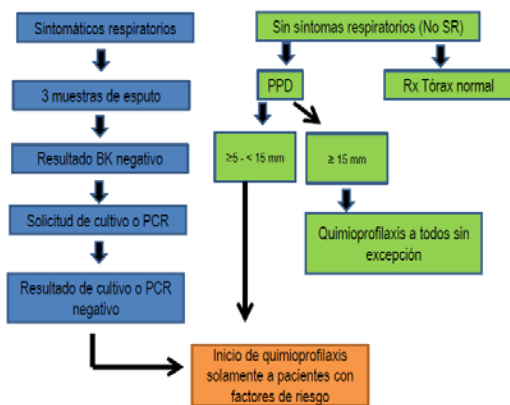 Sintomáticos respiratorios
3 muestras de esputo
Resultado BK negativo
Solicitud de cultivo o PCR
Resultado de cultivo o PCR
negativo
Sin síntomas respiratorios (No SR)
PPD
Rx Tórax normal
≥5 - < 15 mm
≥ 15 mm
Quimioprofilaxis a todos sin
excepción
Inicio de quimioprofilaxis
solamente a pacientes con
factores de riesgo